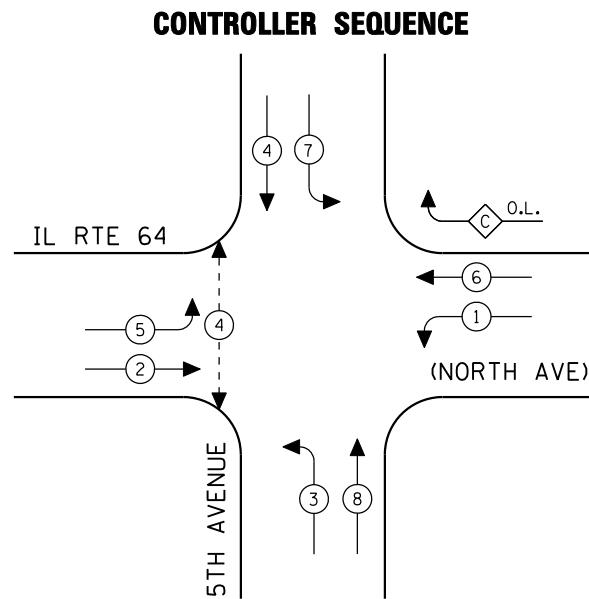 CONTROLLER SEQUENCE
4
7
C
O.L.
IL RTE 64
6
5
4
1
2
(NORTH AVE)
5TH AVENUE
3
8